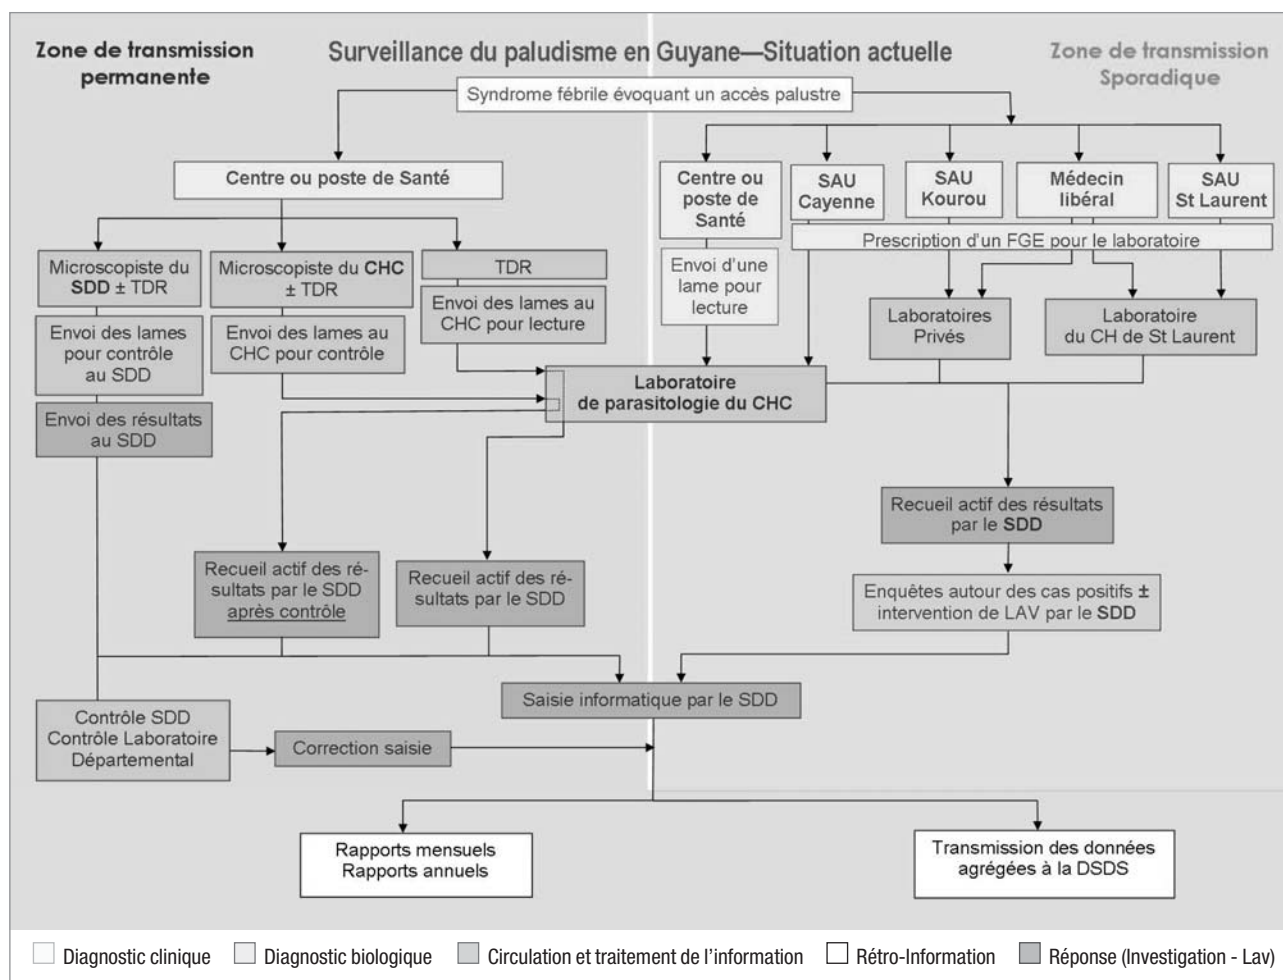 Zone de transmission
permanente
Surveillance du paludisme en Guyane—Situation actuelle
Zone de transmission
Sporadique
Syndrome fébrile évoquant un accès palustre
Centre ou poste de Santé
Centre ou
poste de
Santé
SAU
Cayenne
SAU
Kourou
Médecin
libéral
SAU
St Laurent
Prescription d'un FGE pour le laboratoire
Microscopiste du
SDD ± TDR
Microscopiste du CHC
± TDR
TDR
Envoi d'une
lame pour
lecture
Envoi des lames
pour contrôle
au SDD
Envoi des lames au
CHC pour contrôle
Envoi des lames au
CHC pour lecture
Laboratoires
Privés
Laboratoire
du CH de St Laurent
Laboratoire
de parasitologie du CHC
Envoi des résultats
au SDD
Recueil actif des résultats
par le SDD
Recueil actif des ré-
sultats par le SDD
après contrôle
Recueil actif des ré-
sultats par le SDD
Enquêtes autour des cas positifs ±
intervention de LAV par le SDD
Saisie informatique par le SDD
Contrôle SDD
Contrôle Laboratoire
Départemental
Correction saisie
Rapports mensuels
Rapports annuels
Transmission des données
agrégées à la DSDS
Diagnostic clinique
Diagnostic biologique
Circulation et traitement de l'information
Rétro-Information
Réponse (Investigation - Lav)